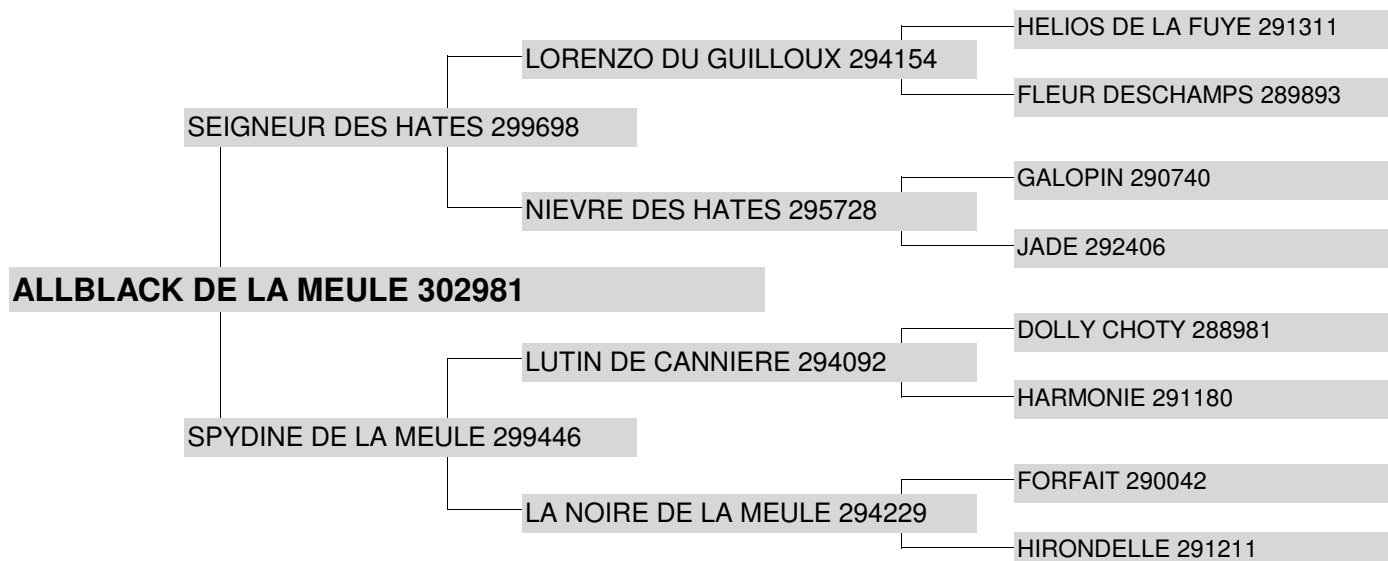 HELIOS DE LA FUYE 291311
LORENZO DU GUILLOUX 294154
FLEUR DESCHAMPS 289893
SEIGNEUR DES HATES 299698
GALOPIN 290740
NIEVRE DES HATES 295728
JADE 292406
ALLBLACK DE LA MEULE 302981
DOLLY CHOTY 288981
LUTIN DE CANNIERE 294092
HARMONIE 291180
SPYDINE DE LA MEULE 299446
FORFAIT 290042
LA NOIRE DE LA MEULE 294229
HIRONDELLE 291211